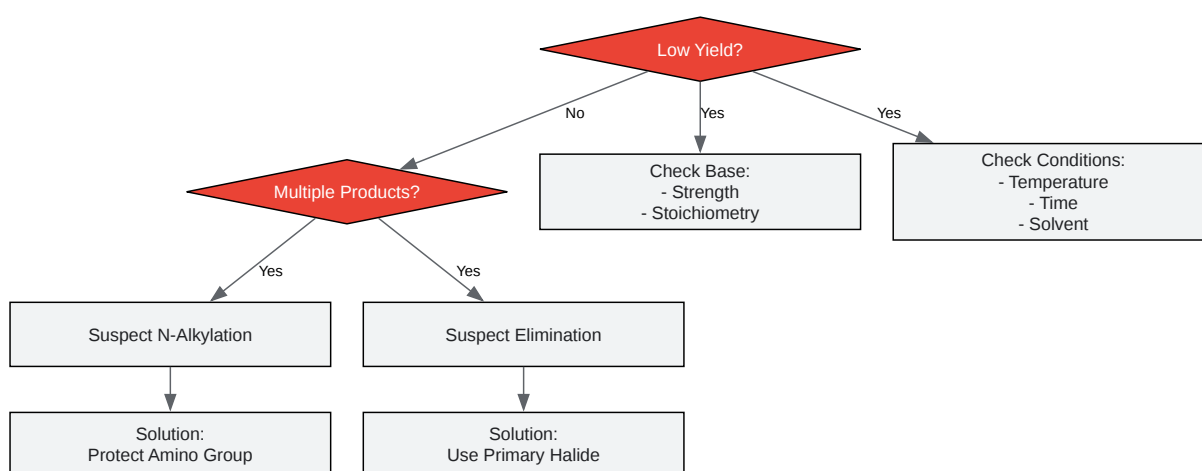 Low Yield?
No
Yes
Yes
Multiple Products?
Check Base:
- Strength
- Stoichiometry
Check Conditions:
- Temperature
- Time
- Solvent
Yes
Yes
Suspect N-Alkylation
Suspect Elimination
Solution:
Protect Amino Group
Solution:
Use Primary Halide